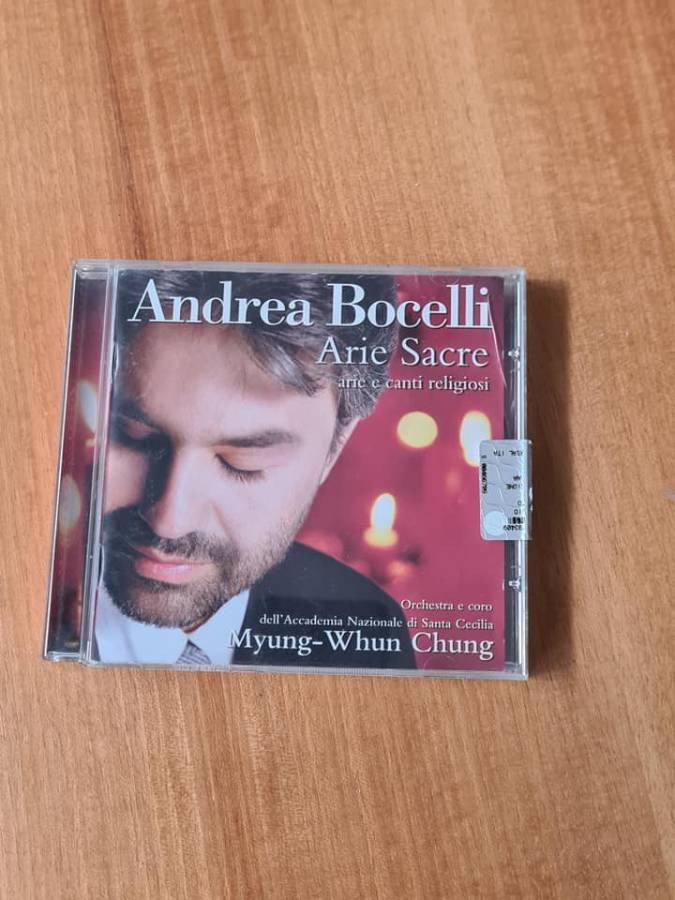 Andrea Bocelli
Arie Sacre
arie e canti religiosi
Orchestra e coro
dell'Accademia Nazionale di Santa Cecilia
Myung-Whun Chung